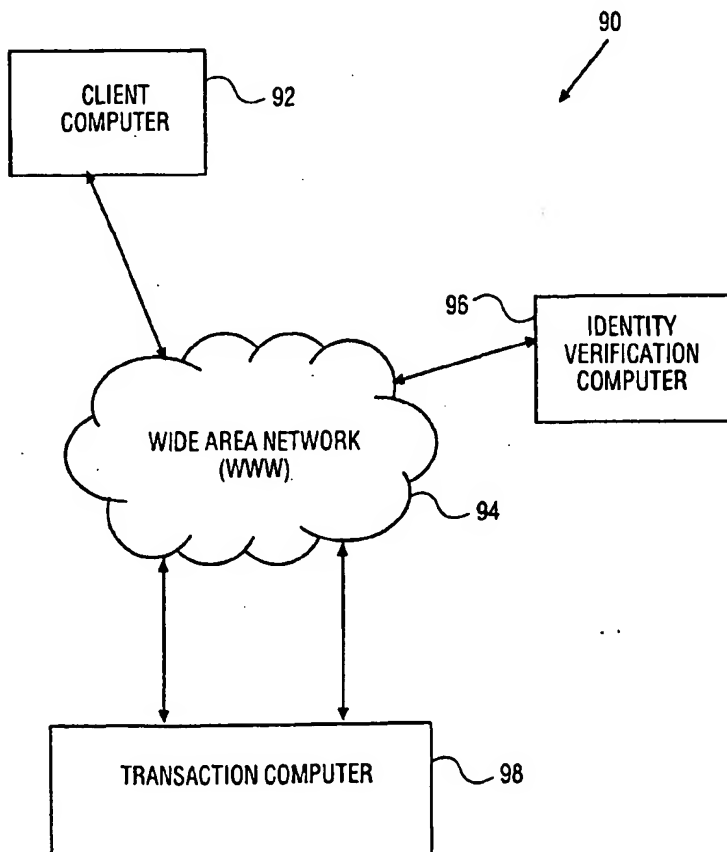 90
CLIENT
COMPUTER
92
96
IDENTITY
VERIFICATION
COMPUTER
WIDE AREA NETWORK
(WWW)
94
TRANSACTION COMPUTER
98